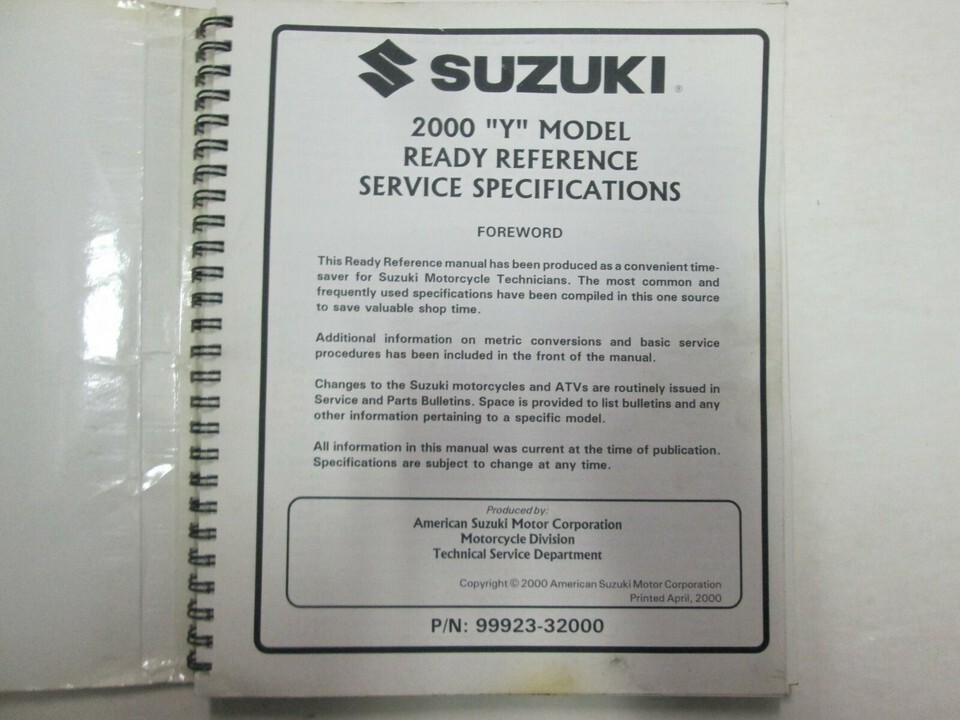 SUZUKI®
2000 "Y" MODEL
READY REFERENCE
SERVICE SPECIFICATIONS
FOREWORD
This Ready Reference manual has been produced as a convenient time-
saver for Suzuki Motorcycle Technicians. The most common and
frequently used specifications have been compiled in this one source
to save valuable shop time.
Additional information on metric conversions and basic service
procedures has been included in the front of the manual.
Changes to the Suzuki motorcycles and ATVs are routinely issued in
Service and Parts Bulletins. Space is provided to list bulletins and any
other information pertaining to a specific model.
All information in this manual was current at the time of publication.
Specifications are subject to change at any time.
Produced by:
American Suzuki Motor Corporation
Motorcycle Division
Technical Service Department
Copyright © 2000 American Suzuki Motor Corporation
Printed April, 2000
P/N: 99923-32000